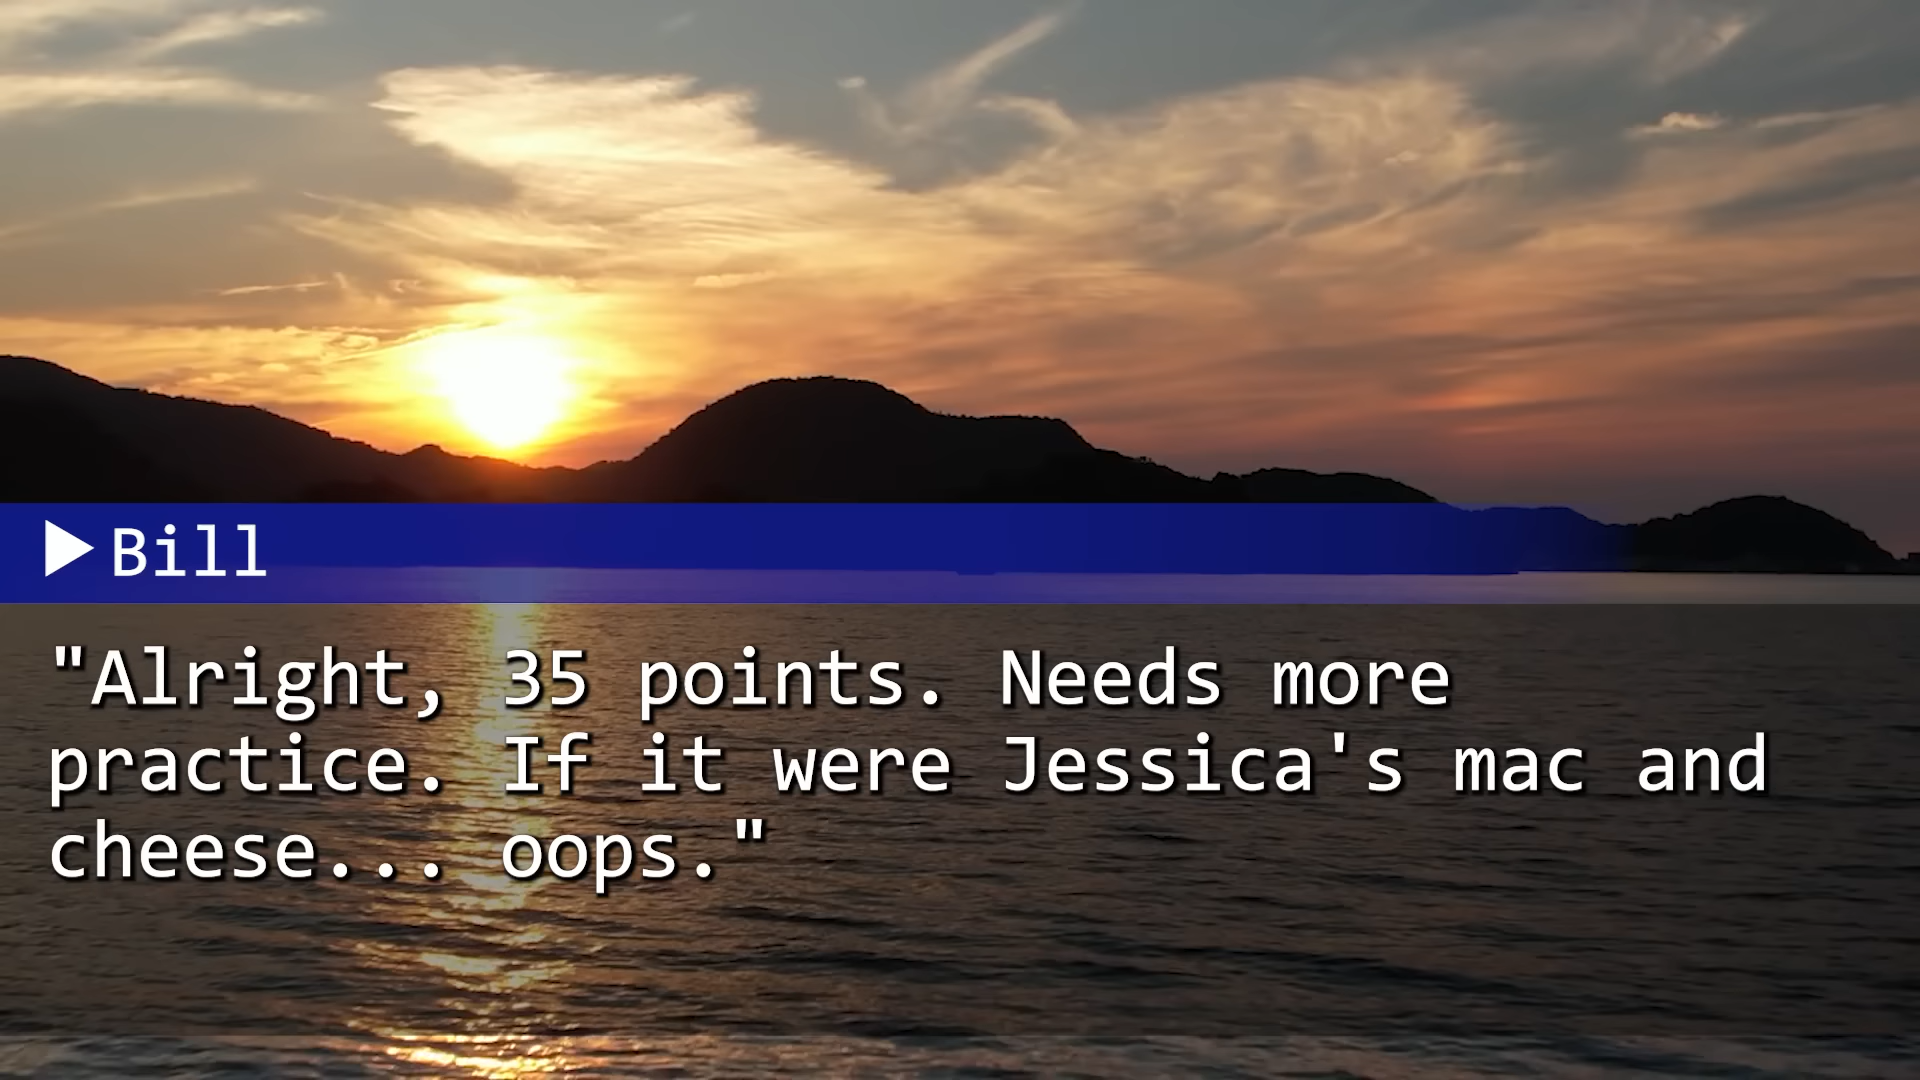 Bill
"Alright, 35 points. Needs more
practice. If it were Jessica's mac and
cheese... oops."